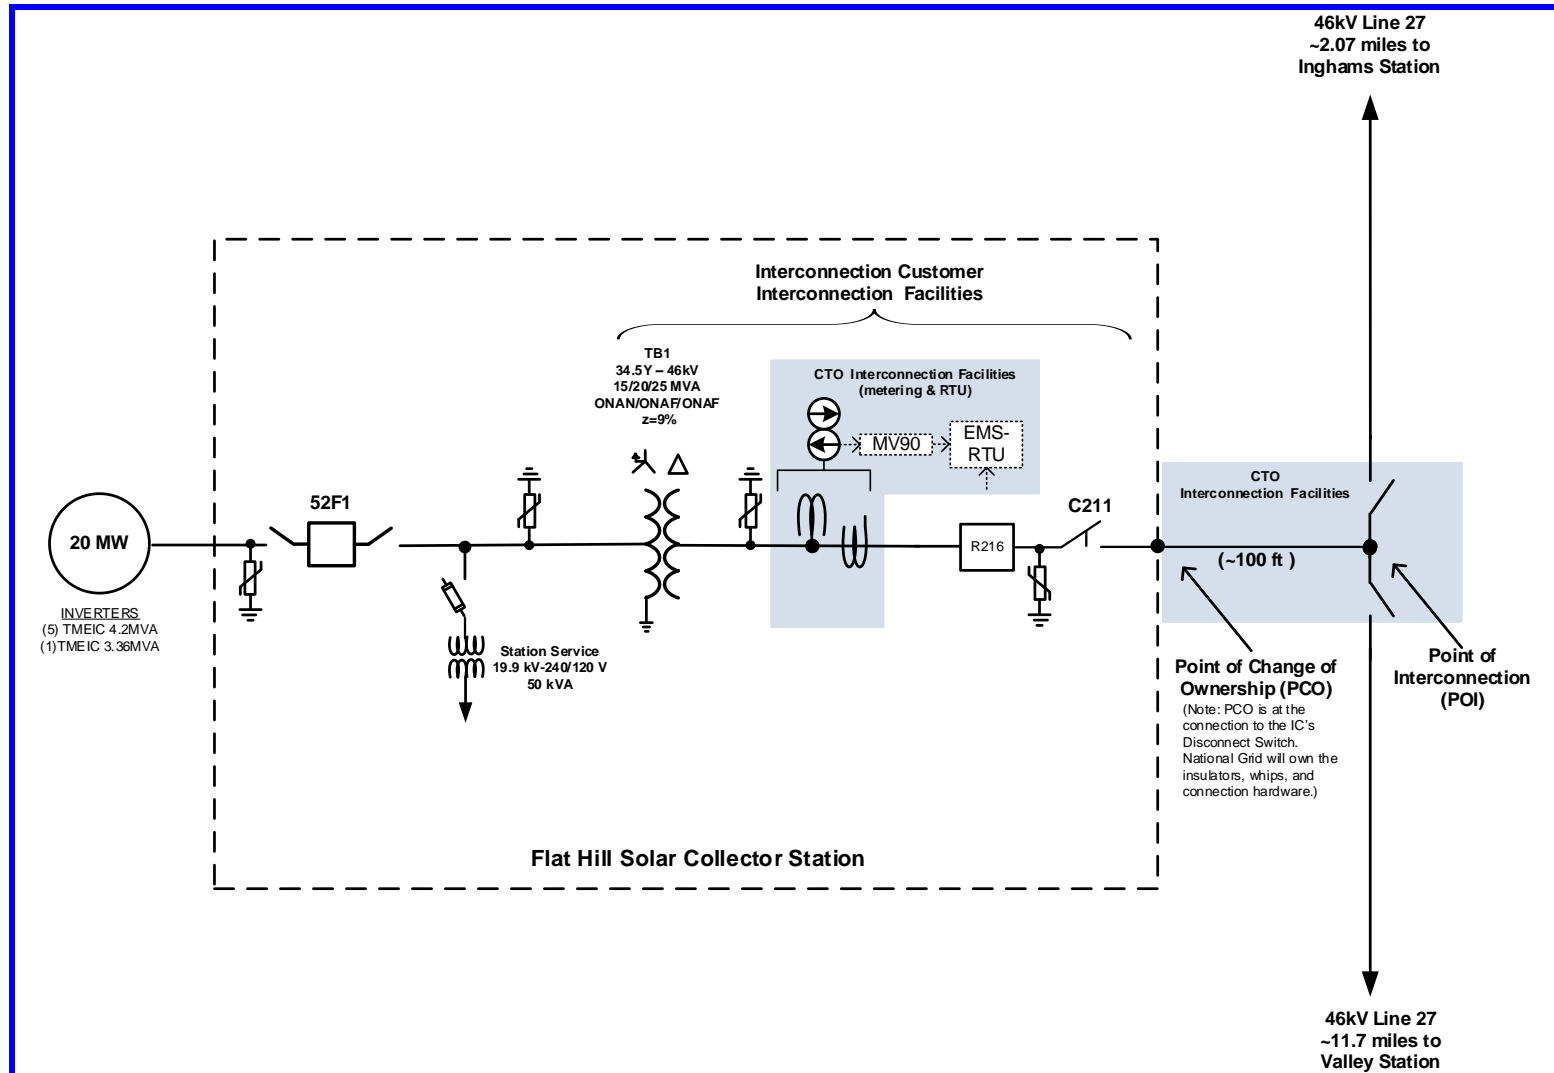 46kV Line 27
~2.07 miles to
Inghams Station
Interconnection Customer
Interconnection Facilities
TB1
34.5Y – 46kV
15/20/25 MVA
ONAN/ONAF/ONAF
z=9%
CTO Interconnection Facilities
(metering & RTU)
MV90
EMS-
RTU
CTO
Interconnection Facilities
52F1
C211
20 MW
R216
(~100 ft )
INVERTERS
(5) TMEIC 4.2MVA
(1)TMEIC 3.36MVA
Station Service
19.9 kV-240/120 V
50 kVA
Point of Change of
Ownership (PCO)
(Note: PCO is at the
connection to the IC's
Disconnect Switch.
National Grid will own the
insulators, whips, and
connection hardware.)
Point of
Interconnection
(POI)
Flat Hill Solar Collector Station
46kV Line 27
~11.7 miles to
Valley Station